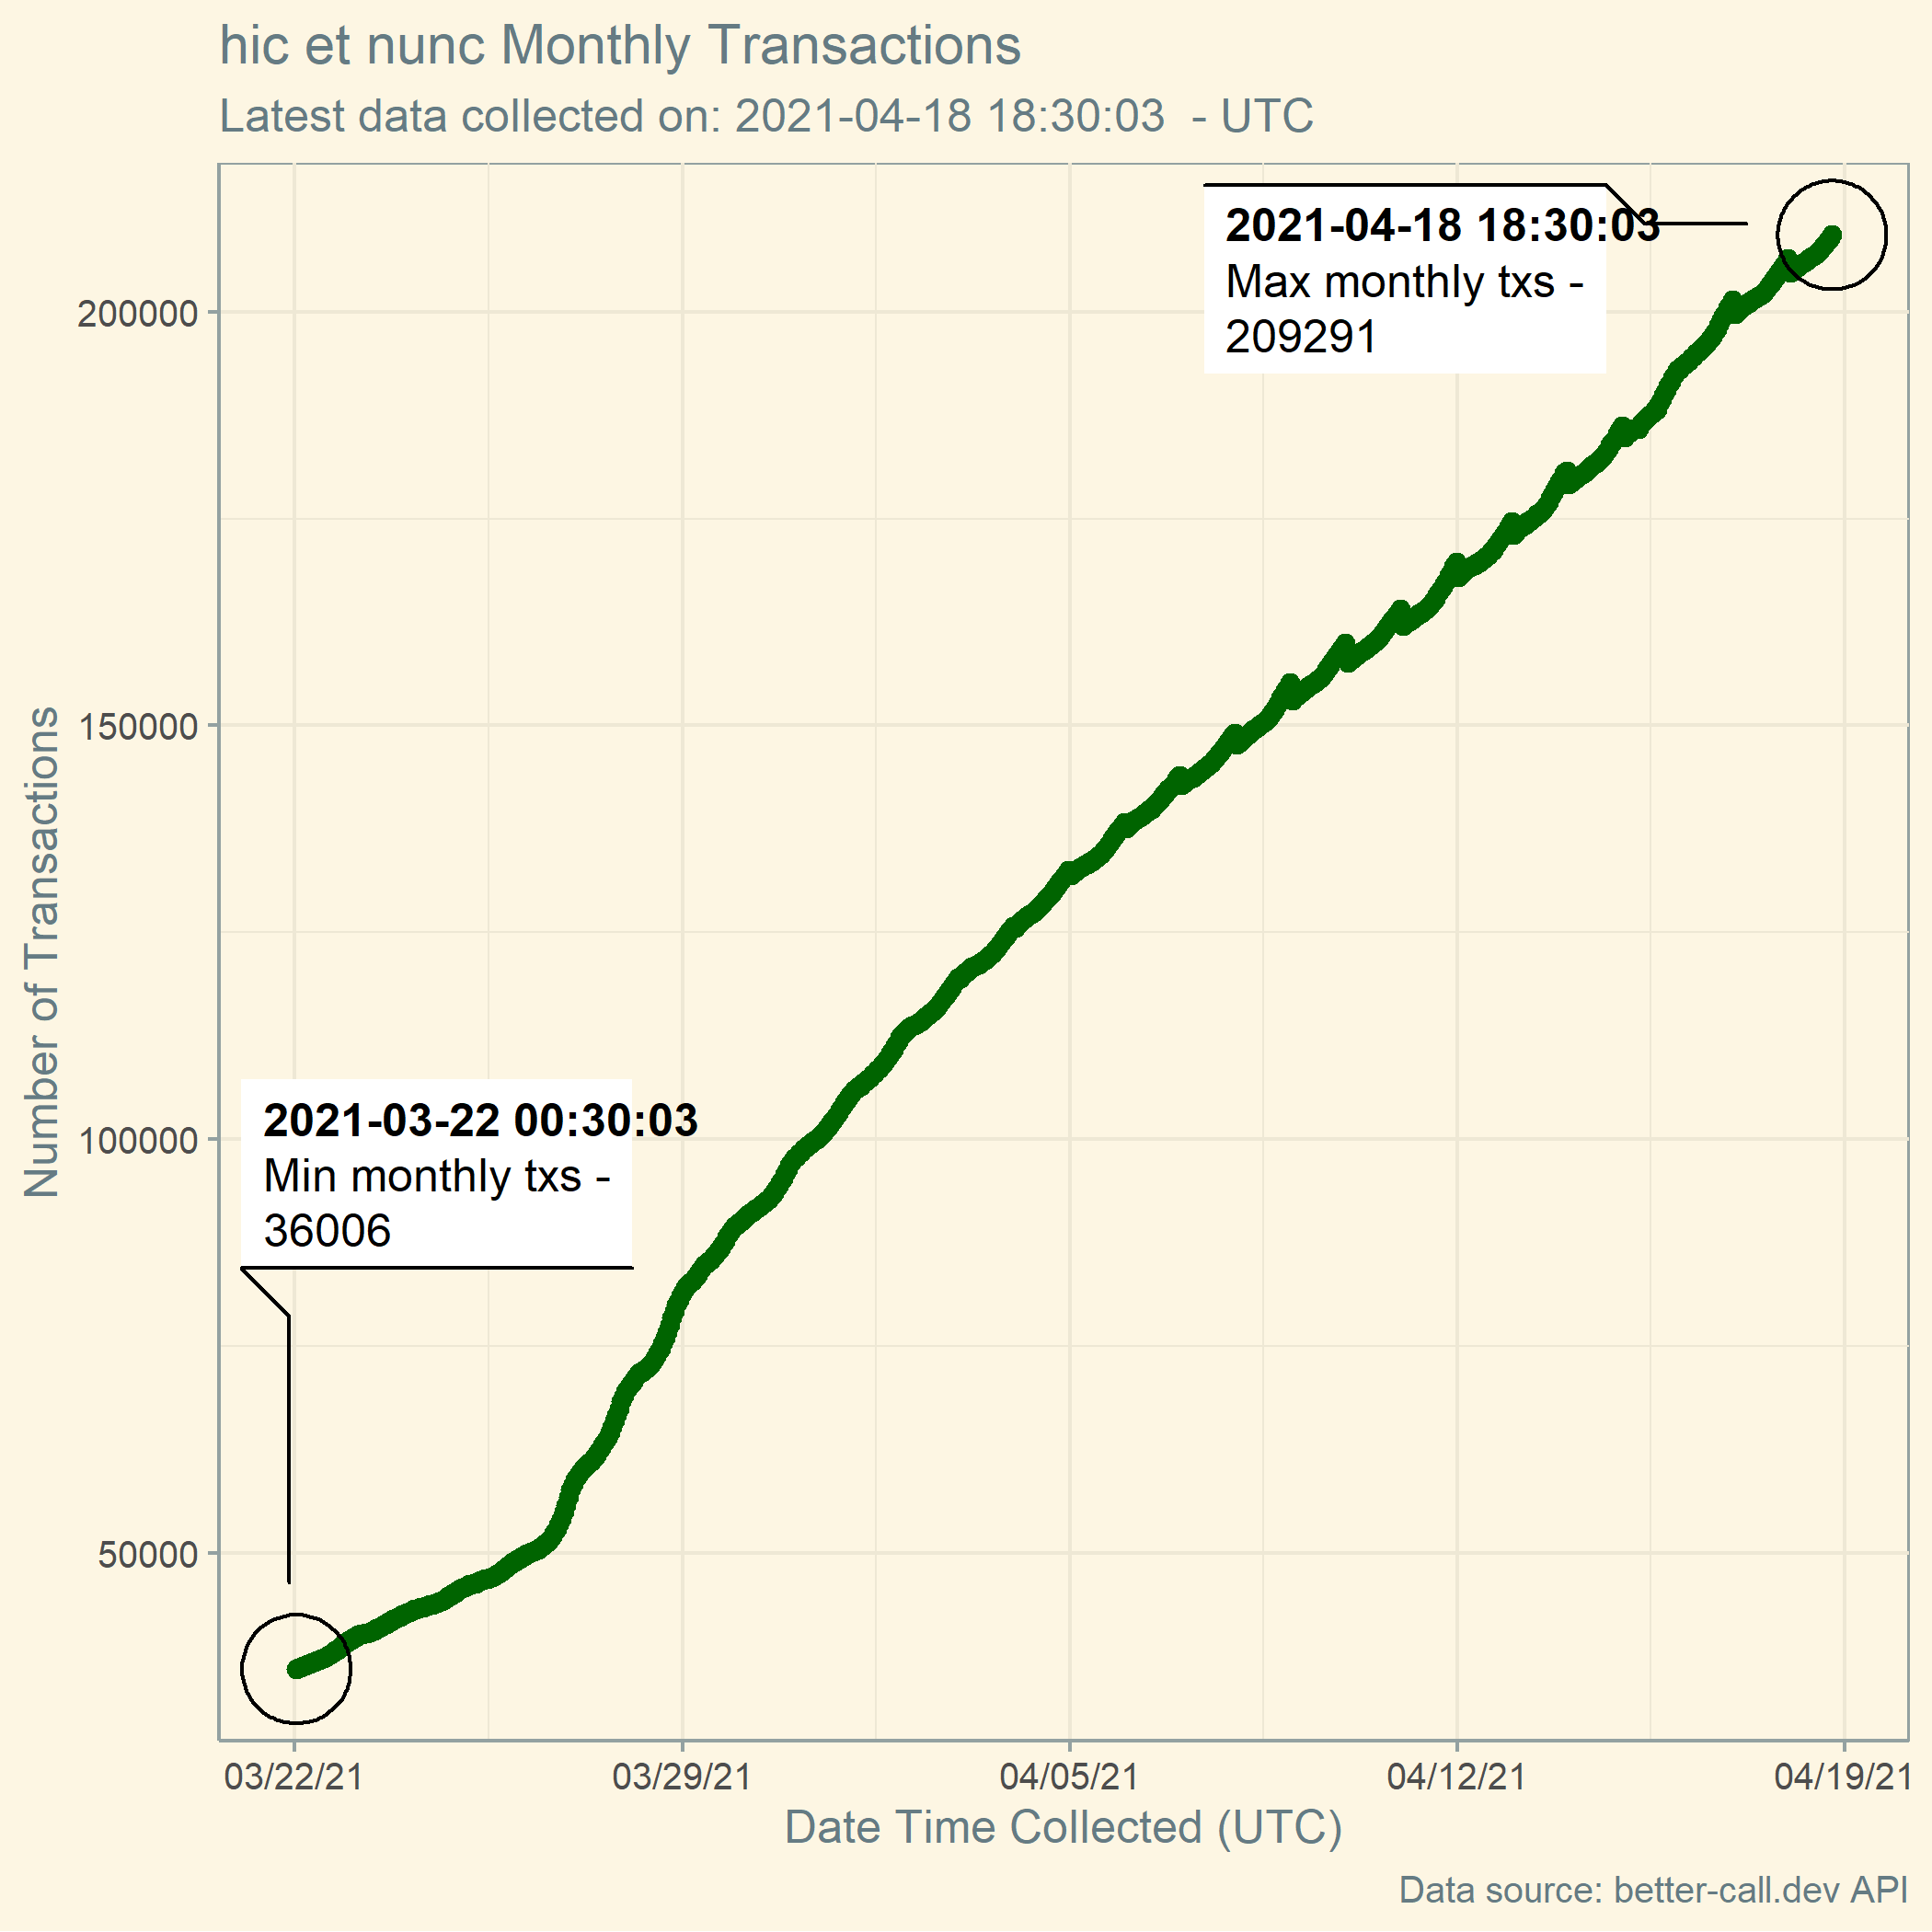 hic et nunc Monthly Transactions
Latest data collected on: 2021-04-18 18:30:03 - UTC
2021-04-18 18:30:03
Max monthly txs -
209291
200000
150000
100000
50000
Number of Transactions
2021-03-22 00:30:03
Min monthly txs -
36006
03/22/21 03/29/21 04/05/21 04/12/21 04/19/21
Date Time Collected (UTC)
Data source: better-call.dev API